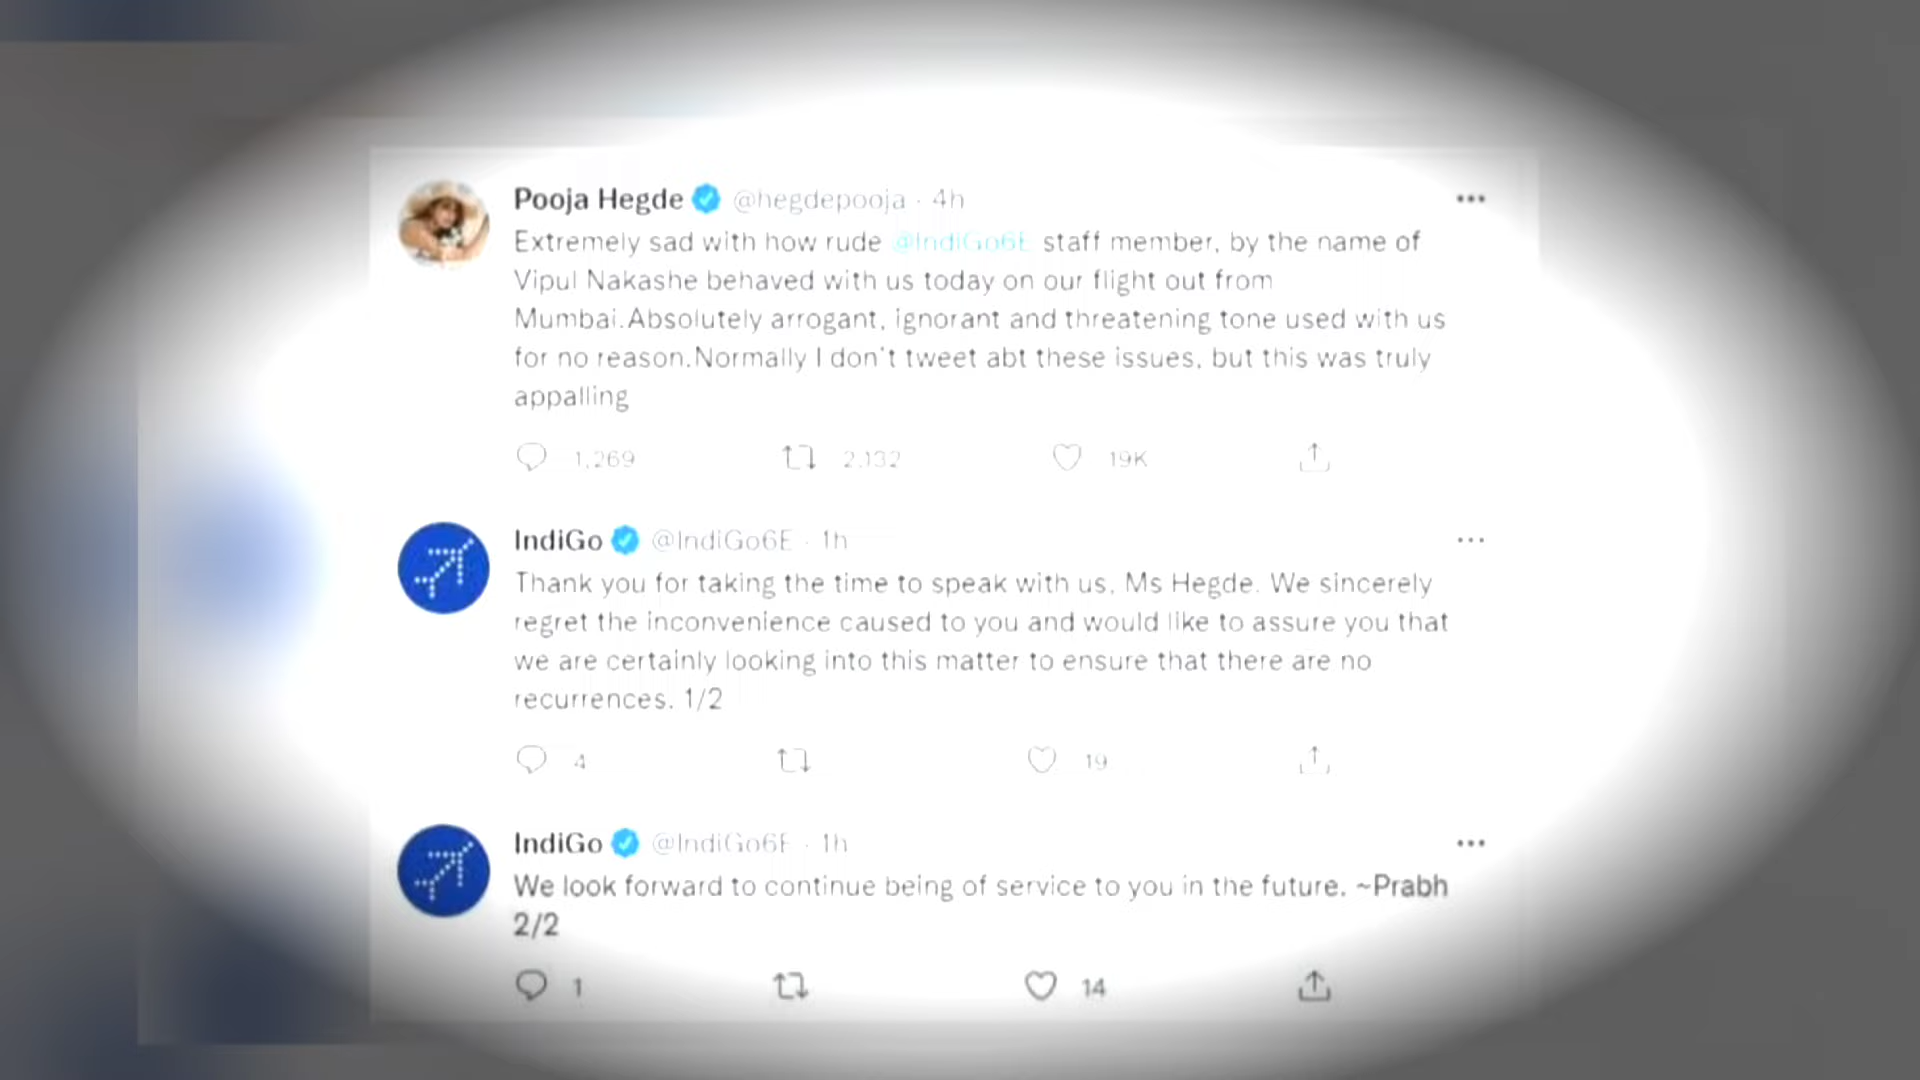 Pooja Hegde @hegdepooja · 4h
Extremely sad with how rude @IndiGo6E staff member, by the name of
Vipul Nakashe behaved with us today on our flight out from
Mumbai.Absolutely arrogant, ignorant and threatening tone used with us
for no reason.Normally I don't tweet abt these issues, but this was truly
appalling
1,269 2,132 19K
IndiGo @IndiGo6E · 1h
Thank you for taking the time to speak with us, Ms Hegde. We sincerely
regret the inconvenience caused to you and would like to assure you that
we are certainly looking into this matter to ensure that there are no
recurrences. 1/2
4 19
IndiGo @IndiGo6E · 1h
We look forward to continue being of service to you in the future. ~Prabh
2/2
1 14